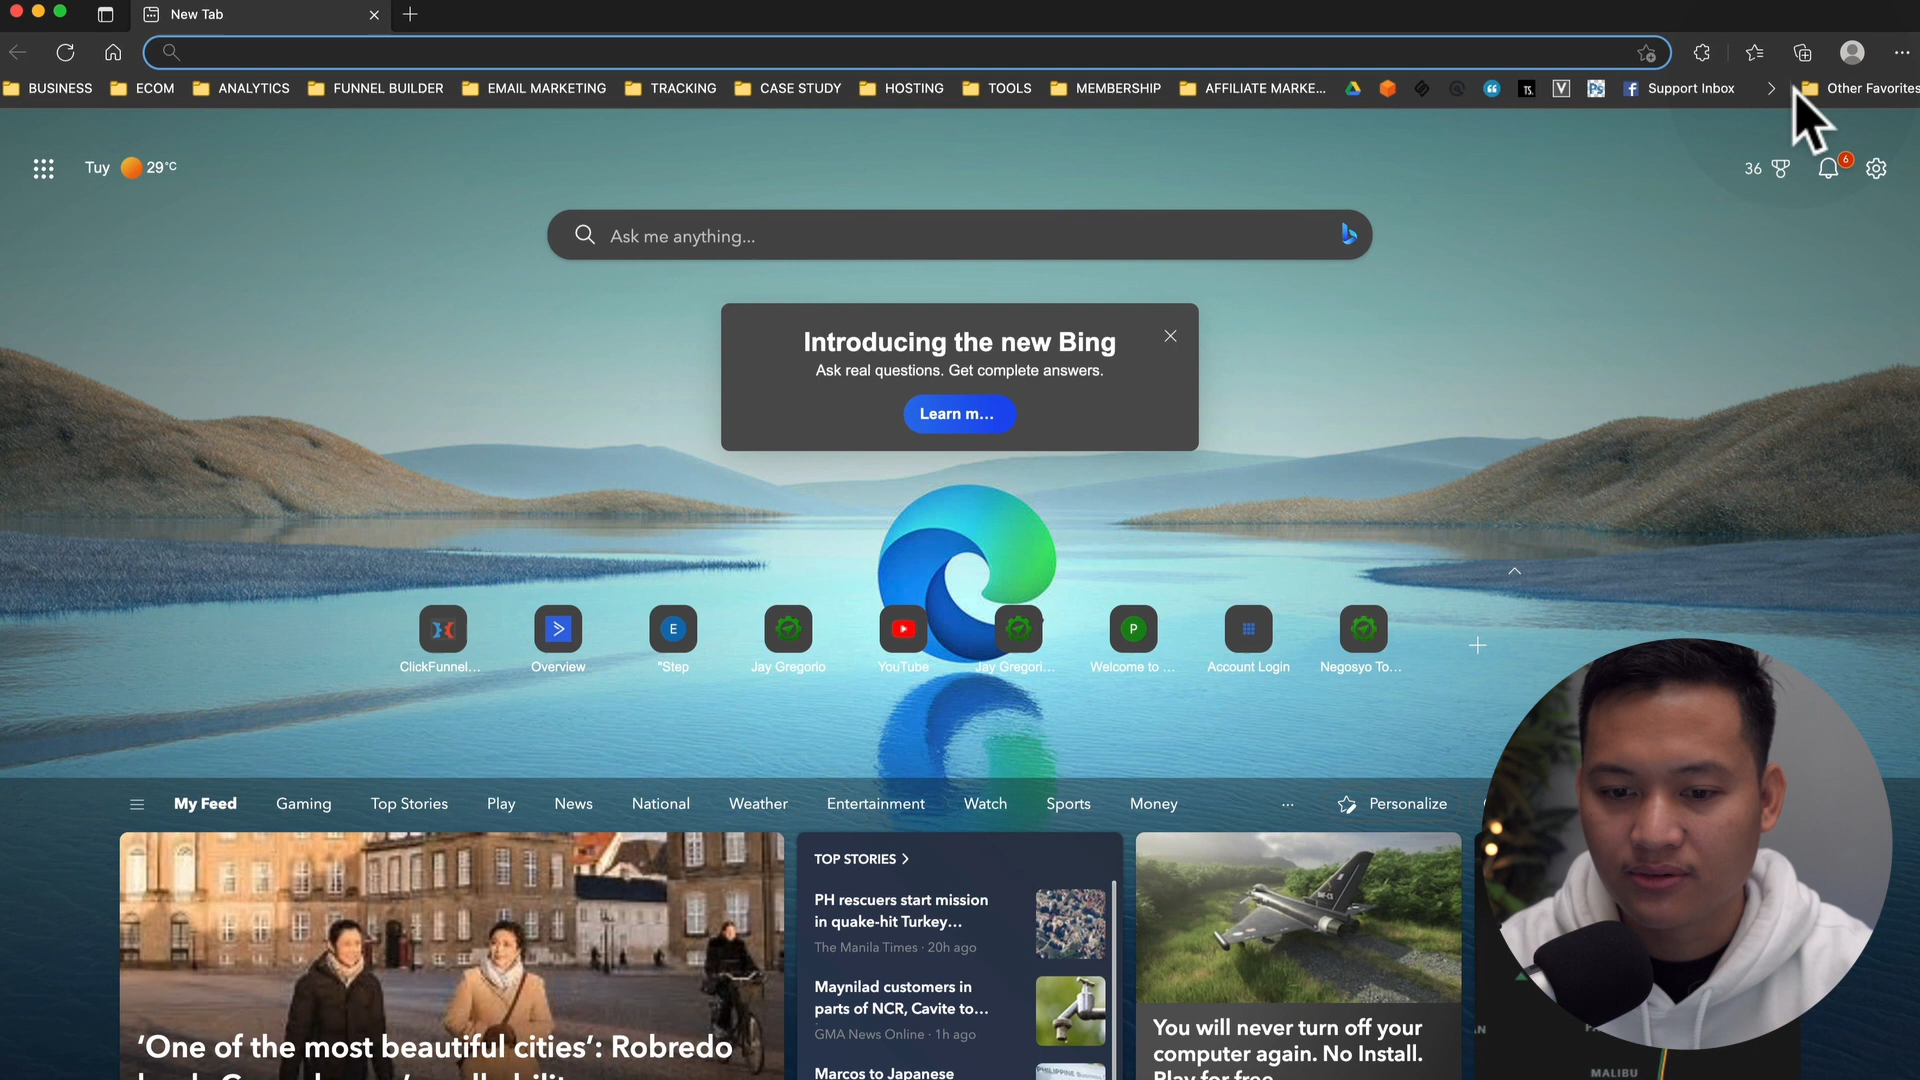 New Tab
BUSINESS
ECOM
ANALYTICS
FUNNEL BUILDER
EMAIL MARKETING
TRACKING
CASE STUDY
HOSTING
TOOLS
MEMBERSHIP
AFFILIATE MARKE...
TS.
V
Ps
Support Inbox
Other Favorites
Tuy 29°C
36
6
Ask me anything...
Introducing the new Bing
Ask real questions. Get complete answers.
Learn m...
E
P
ClickFunnel...
Overview
"Step
Jay Gregorio
YouTube
Jay Gregori...
Welcome to ...
Account Login
Negosyo To...
My Feed
Gaming
Top Stories
Play
News
National
Weather
Entertainment
Watch
Sports
Money
...
Personalize
'One of the most beautiful cities': Robredo
TOP STORIES
PH rescuers start mission
in quake-hit Turkey...
The Manila Times · 20h ago
Maynilad customers in
parts of NCR, Cavite to...
GMA News Online · 1h ago
Marcos to Japanese
You will never turn off your
computer again. No Install.
Play for free
MALIBU